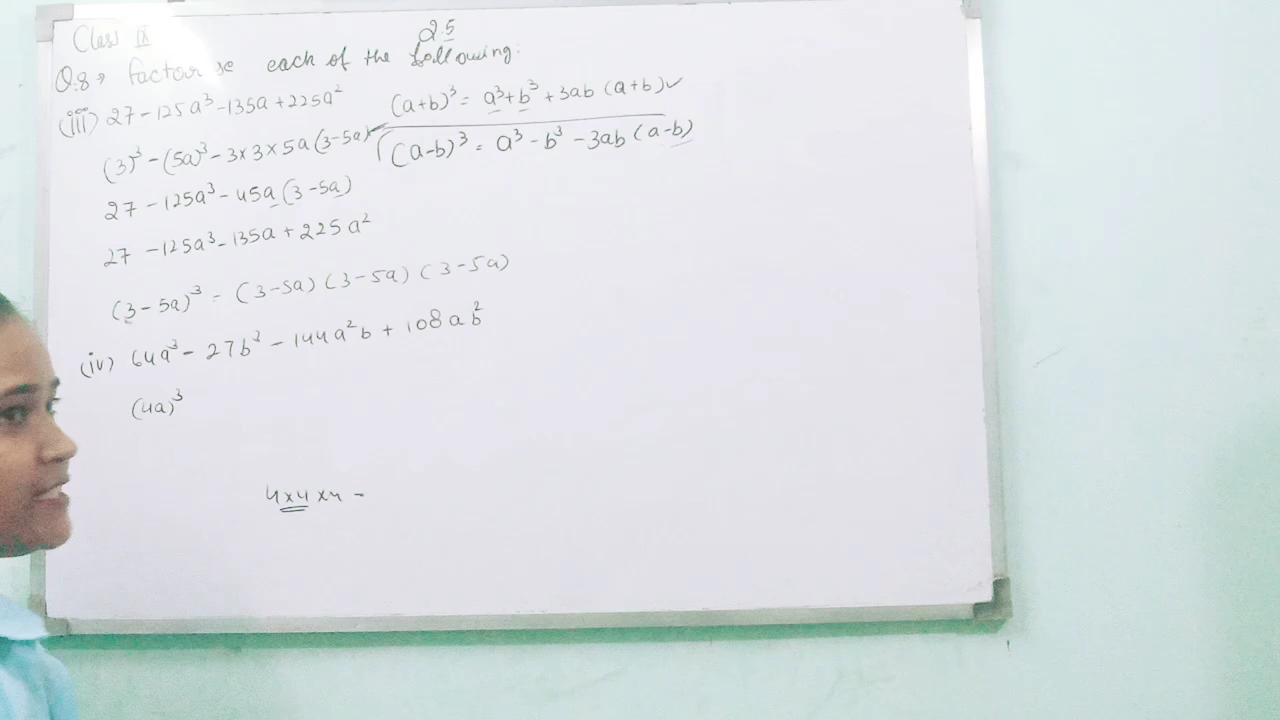 Class IX
2.5
Q.8→ Factorise each of the following:
(iii) 27 - 125a³ - 135a + 225a²
(a+b)³ = a³ + b³ + 3ab (a+b) ✓
(3)³ - (5a)³ - 3×3×5a (3-5a)
(a-b)³ = a³ - b³ - 3ab (a-b)
27 - 125a³ - 45a (3-5a)
27 - 125a³ - 135a + 225a²
(3-5a)³ = (3-5a) (3-5a) (3-5a)
(iv) 64a³ - 27b³ - 144a²b + 108ab²
(4a)³
4×4×4 =